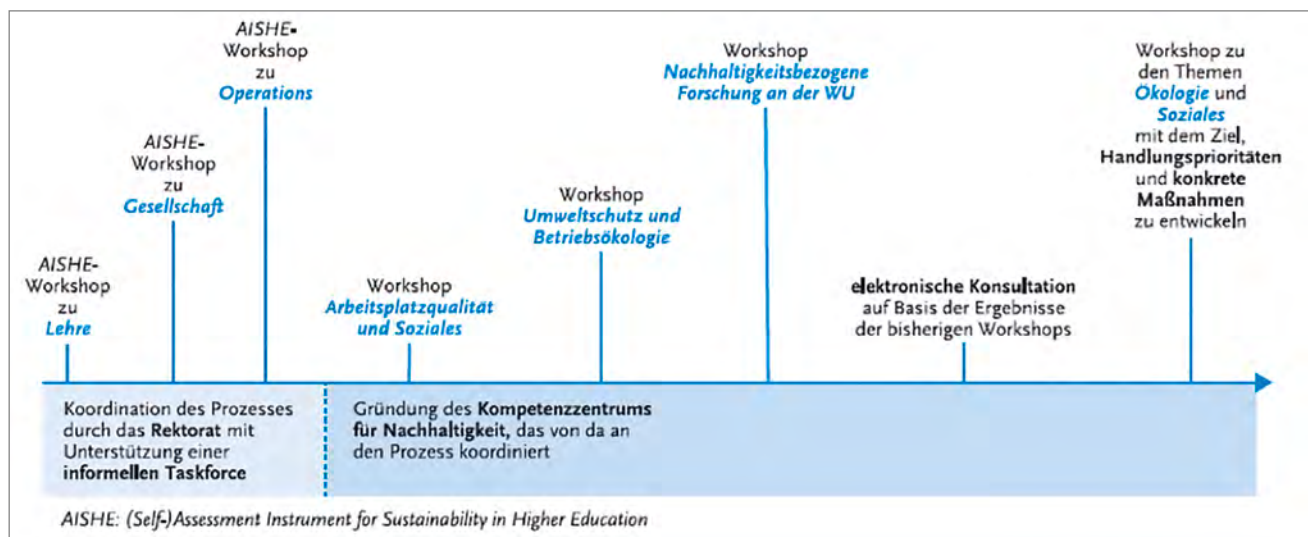 AISHE-
Workshop
zu
Lehre
AISHE-
Workshop
zu
Gesellschaft
AISHE-
Workshop
zu
Operations
Workshop
Arbeitsplatzqualität
und Soziales
Workshop
Umweltschutz und
Betriebsökologie
Workshop
Nachhaltigkeitsbezogene
Forschung an der WU
elektronische Konsultation
auf Basis der Ergebnisse
der bisherigen Workshops
Workshop zu
den Themen
Ökologie und
Soziales
mit dem Ziel,
Handlungsprioritäten
und konkrete
Maßnahmen
zu entwickeln
Koordination des Prozesses
durch das Rektorat mit
Unterstützung einer
informellen Taskforce
Gründung des Kompetenzzentrums
für Nachhaltigkeit, das von da an
den Prozess koordiniert
AISHE: (Self-)Assessment Instrument for Sustainability in Higher Education